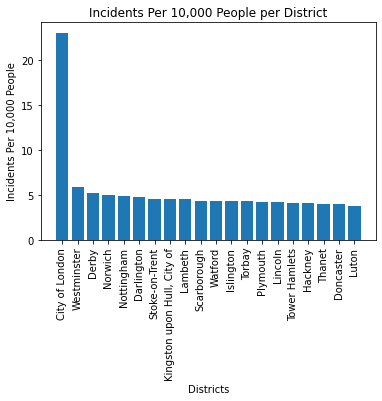 Incidents Per 10,000 People per District
Incidents Per 10,000 People
20
15
10
5
0
City of London
Westminster
Derby
Norwich
Nottingham
Darlington
Stoke-on-Trent
Kingston upon Hull, City of
Lambeth
Scarborough
Watford
Islington
Torbay
Plymouth
Lincoln
Tower Hamlets
Hackney
Thanet
Doncaster
Luton
Districts